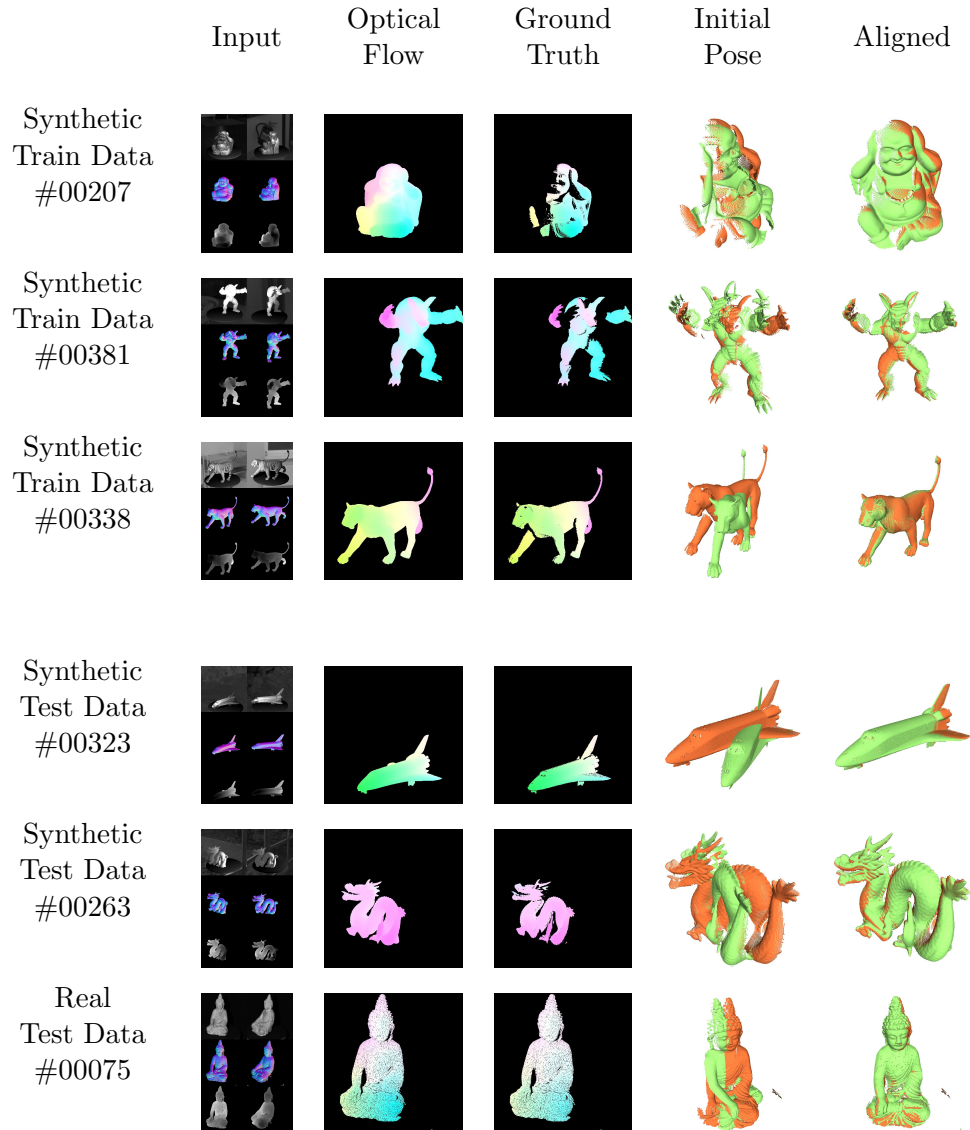 Input
Optical
Flow
Ground
Truth
Initial
Pose
Aligned
Synthetic
Train Data
#00207
Synthetic
Train Data
#00381
Synthetic
Train Data
#00338
Synthetic
Test Data
#00323
Synthetic
Test Data
#00263
Real
Test Data
#00075